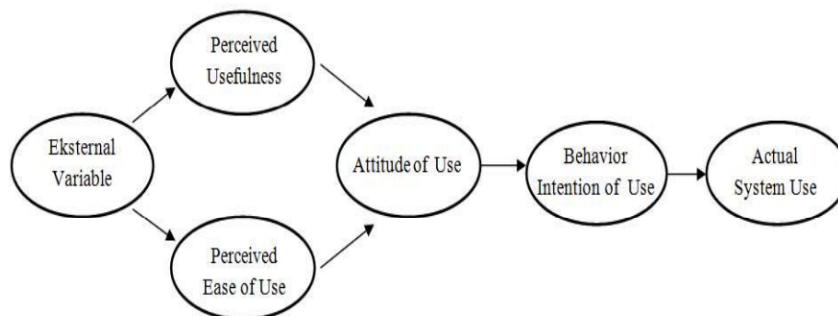 Perceived
Usefulness
Eksternal
Variable
Attitude of Use
Behavior
Intention of Use
Actual
System Use
Perceived
Ease of Use